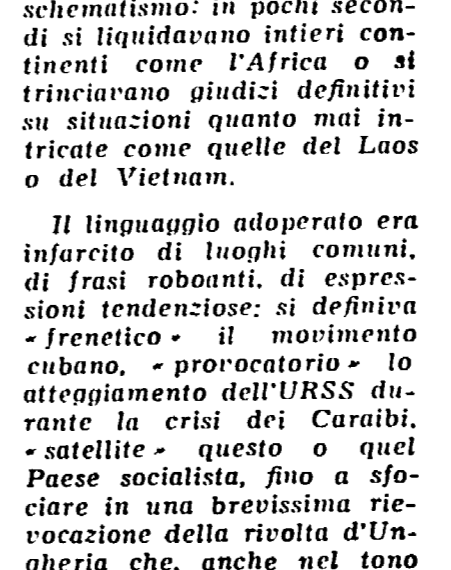 schematismo: in pochi secon-
di si liquidavano intieri con-
tinenti come l'Africa o si
trinciavano giudizi definitivi
su situazioni quanto mai in-
tricate come quelle del Laos
o del Vietnam.
Il linguaggio adoperato era
infarcito di luoghi comuni,
di frasi roboanti, di espres-
sioni tendenziose: si definiva
« frenetico » il movimento
cubano, « provocatorio » lo
atteggiamento dell'URSS du-
rante la crisi dei Caraibi,
« satellite » questo o quel
Paese socialista, fino a sfo-
ciare in una brevissima rie-
vocazione della rivolta d'Un-
gheria che, anche nel tono